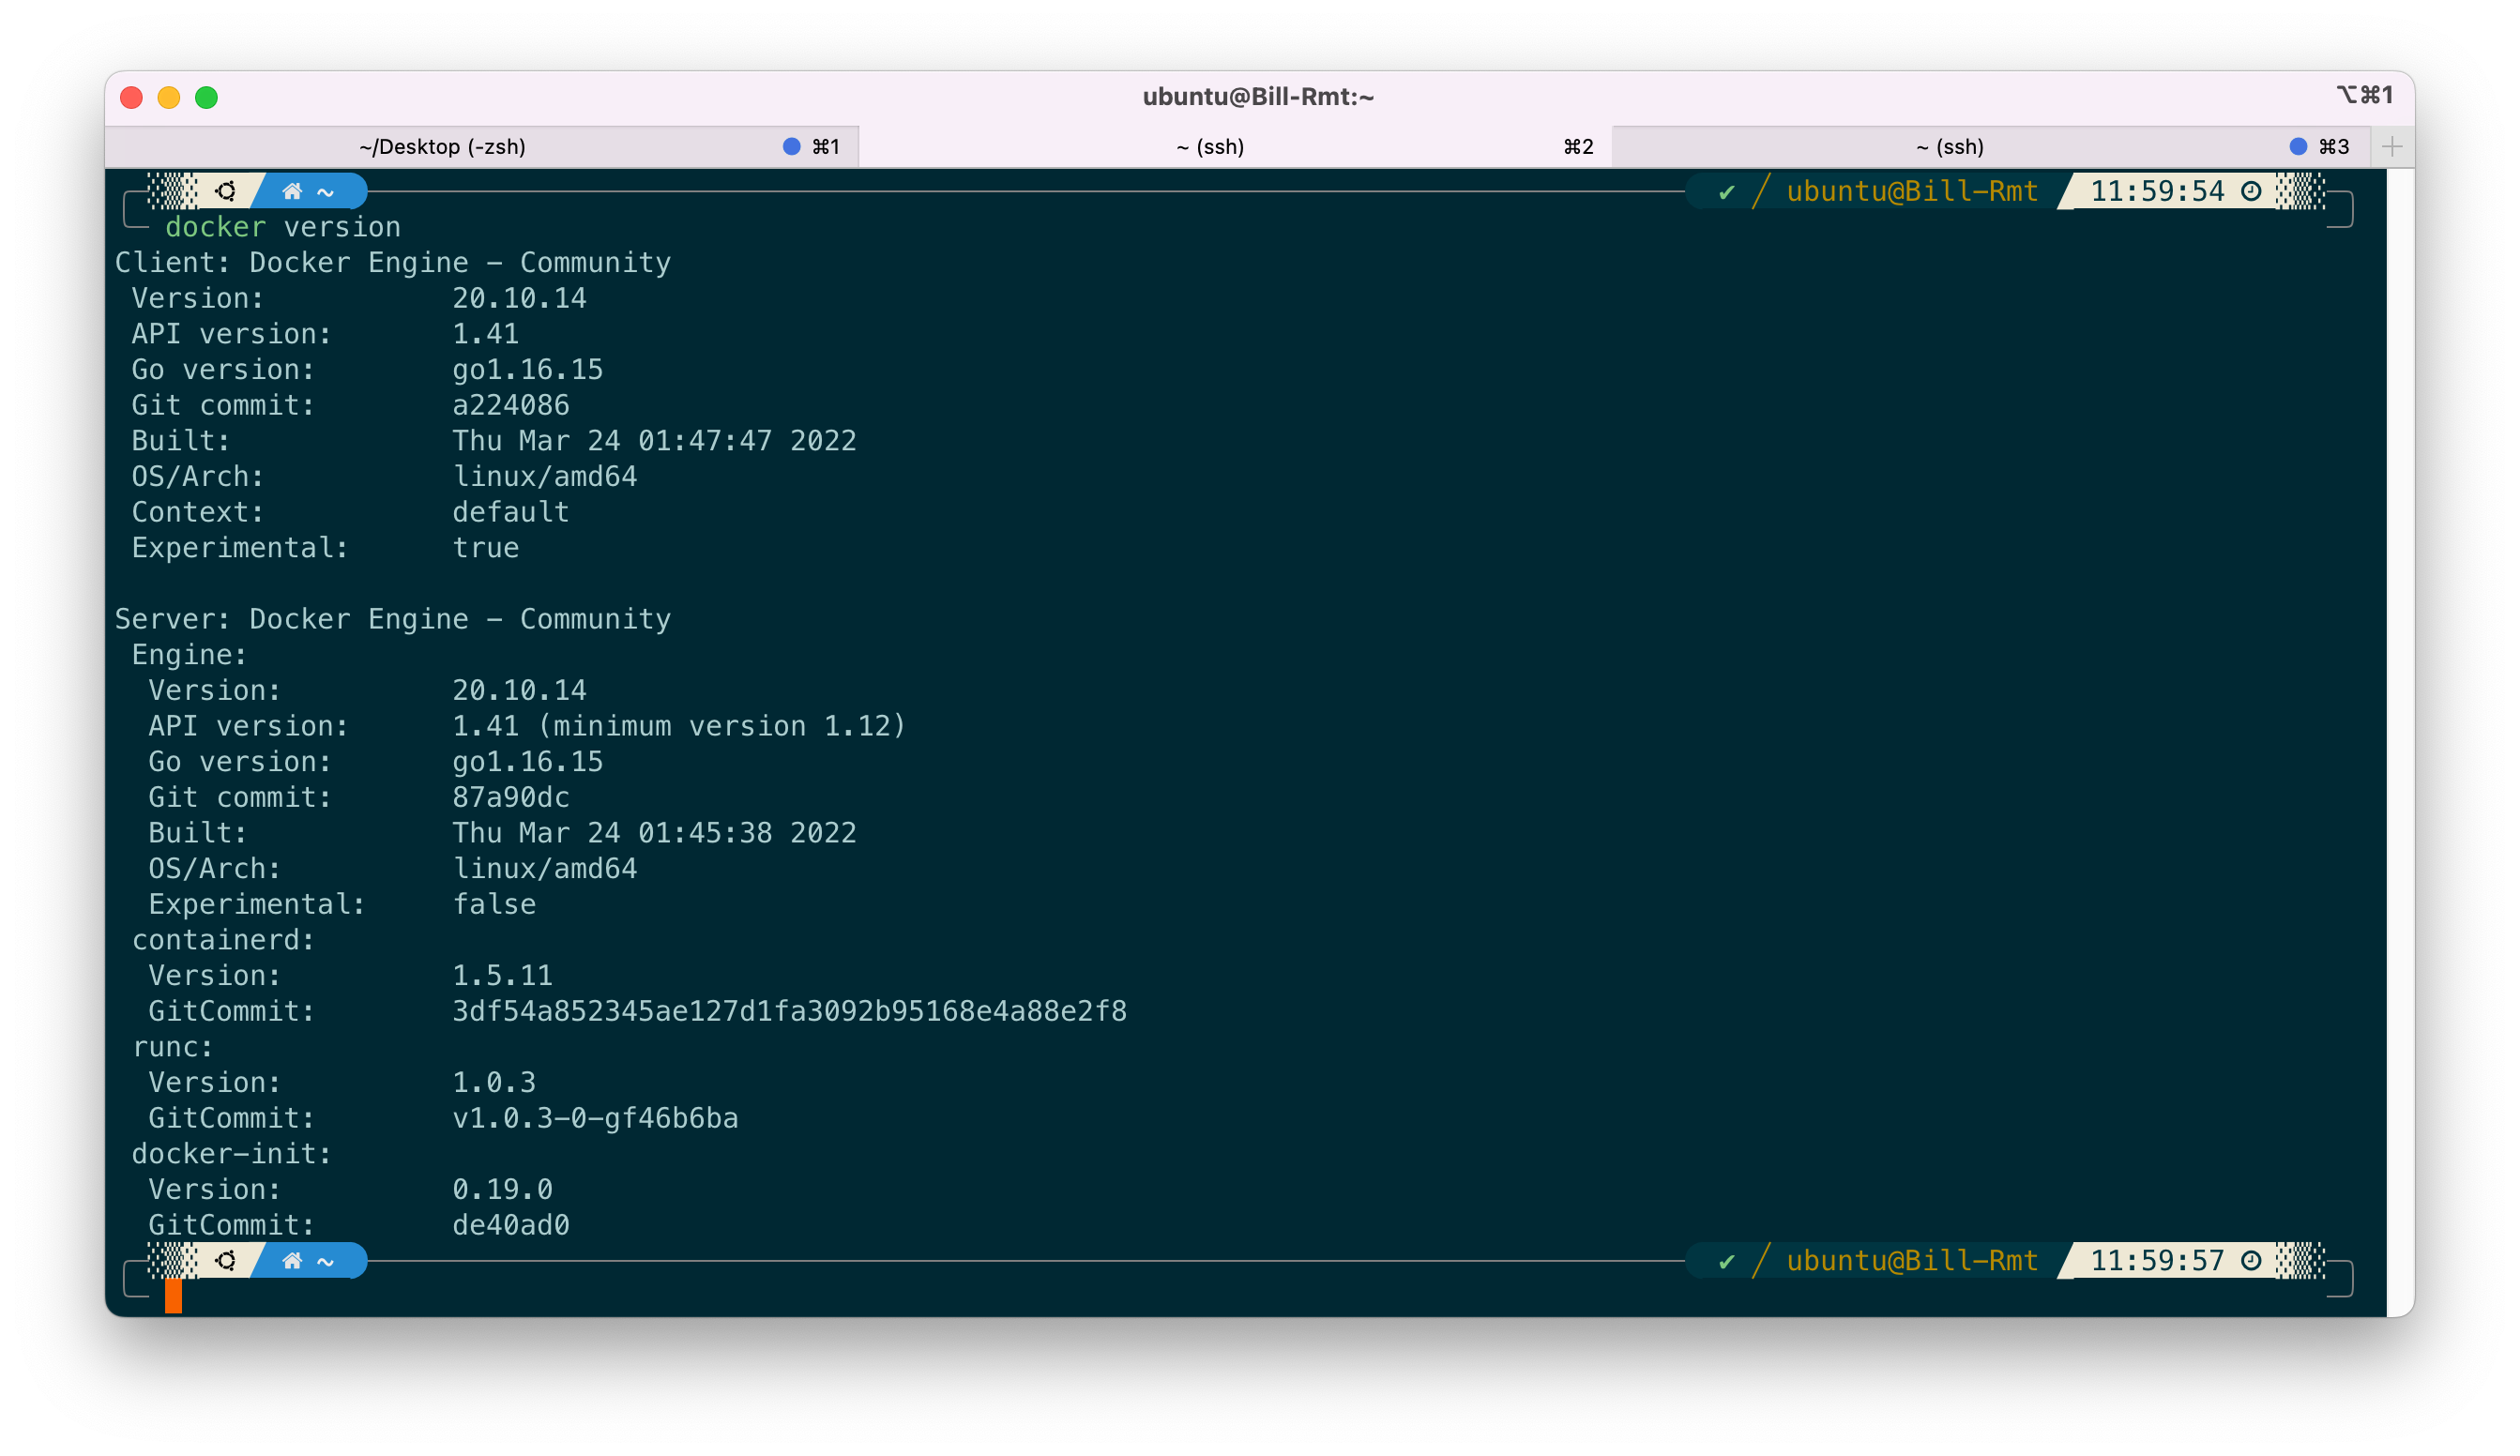 ubuntu@Bill-Rmt:~
⌥⌘1
~/Desktop (-zsh) ⌘1
~ (ssh) ⌘2
~ (ssh) ⌘3
~ ✔ ubuntu@Bill-Rmt 11:59:54
docker version
Client: Docker Engine - Community
Version: 20.10.14
API version: 1.41
Go version: go1.16.15
Git commit: a224086
Built: Thu Mar 24 01:47:47 2022
OS/Arch: linux/amd64
Context: default
Experimental: true
Server: Docker Engine - Community
Engine:
Version: 20.10.14
API version: 1.41 (minimum version 1.12)
Go version: go1.16.15
Git commit: 87a90dc
Built: Thu Mar 24 01:45:38 2022
OS/Arch: linux/amd64
Experimental: false
containerd:
Version: 1.5.11
GitCommit: 3df54a852345ae127d1fa3092b95168e4a88e2f8
runc:
Version: 1.0.3
GitCommit: v1.0.3-0-gf46b6ba
docker-init:
Version: 0.19.0
GitCommit: de40ad0
~ ✔ ubuntu@Bill-Rmt 11:59:57